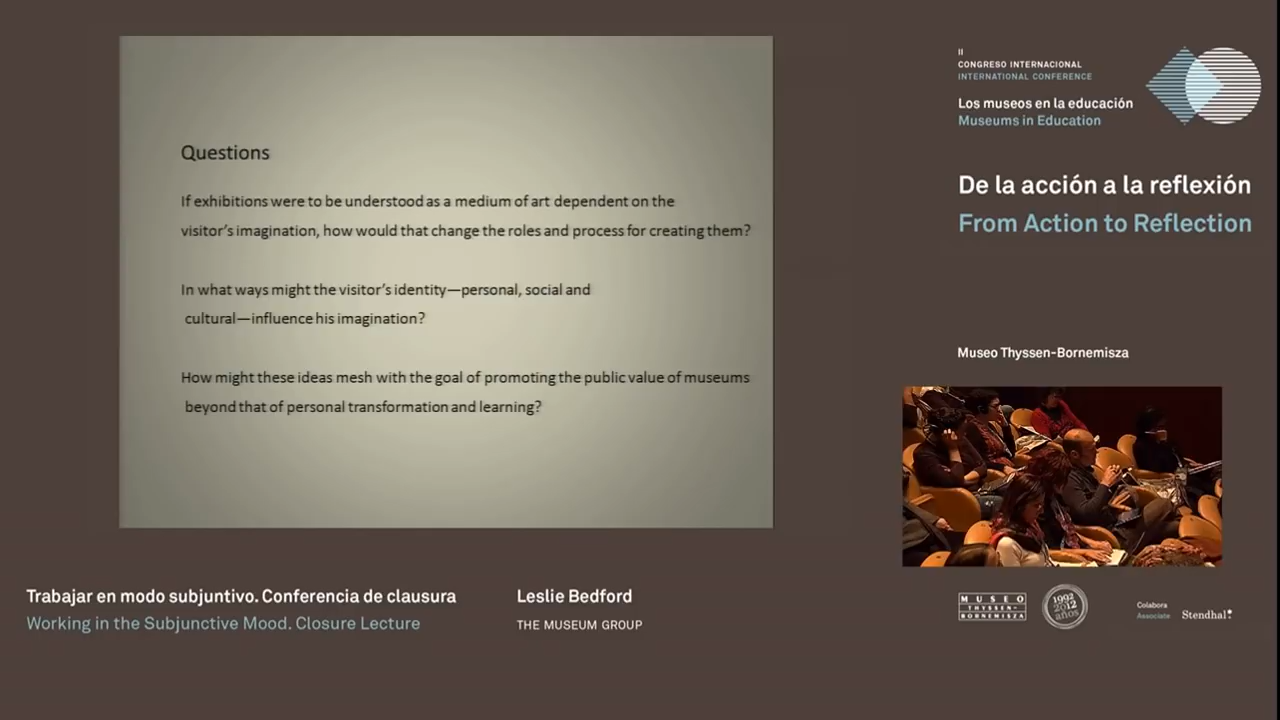 Questions
If exhibitions were to be understood as a medium of art dependent on the
visitor's imagination, how would that change the roles and process for creating them?
In what ways might the visitor's identity—personal, social and
cultural—influence his imagination?
How might these ideas mesh with the goal of promoting the public value of museums
beyond that of personal transformation and learning?
II
CONGRESO INTERNACIONAL
INTERNATIONAL CONFERENCE
Los museos en la educación
Museums in Education
De la acción a la reflexión
From Action to Reflection
Museo Thyssen-Bornemisza
Trabajar en modo subjuntivo. Conferencia de clausura
Working in the Subjunctive Mood. Closure Lecture
Leslie Bedford
THE MUSEUM GROUP
MUSEO
THYSSEN-
BORNEMISZA
1992
2012
años
Colabora
Associate
Stendhal